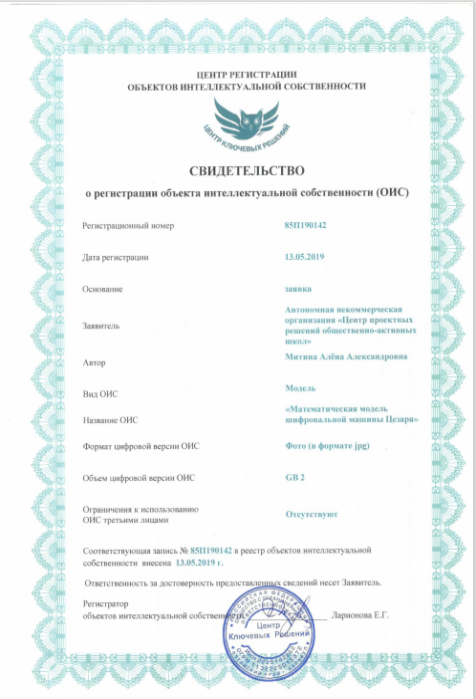 ЦЕНТР РЕГИСТРАЦИИ
ОБЪЕКТОВ ИНТЕЛЛЕКТУАЛЬНОЙ СОБСТВЕННОСТИ
ЦЕНТР КЛЮЧЕВЫХ РЕШЕНИЙ
СВИДЕТЕЛЬСТВО
о регистрации объекта интеллектуальной собственности (ОИС)
Регистрационный номер 85П190142
Дата регистрации 13.05.2019
Основание заявка
Заявитель Автономная некоммерческая
организация «Центр проектных
решений общественно-активных
школ»
Автор Митина Алёна Александровна
Вид ОИС Модель
Название ОИС «Математическая модель
шифровальной машины Цезаря»
Формат цифровой версии ОИС Фото (в формате jpg)
Объем цифровой версии ОИС GB 2
Ограничения к использованию
ОИС третьими лицами Отсутствуют
Соответствующая запись № 85П190142 в реестр объектов интеллектуальной
собственности внесена 13.05.2019 г.
Ответственность за достоверность предоставленных сведений несет Заявитель.
Регистратор
объектов интеллектуальной собственности Ларионова Е.Г.
Центр
Ключевых Решений